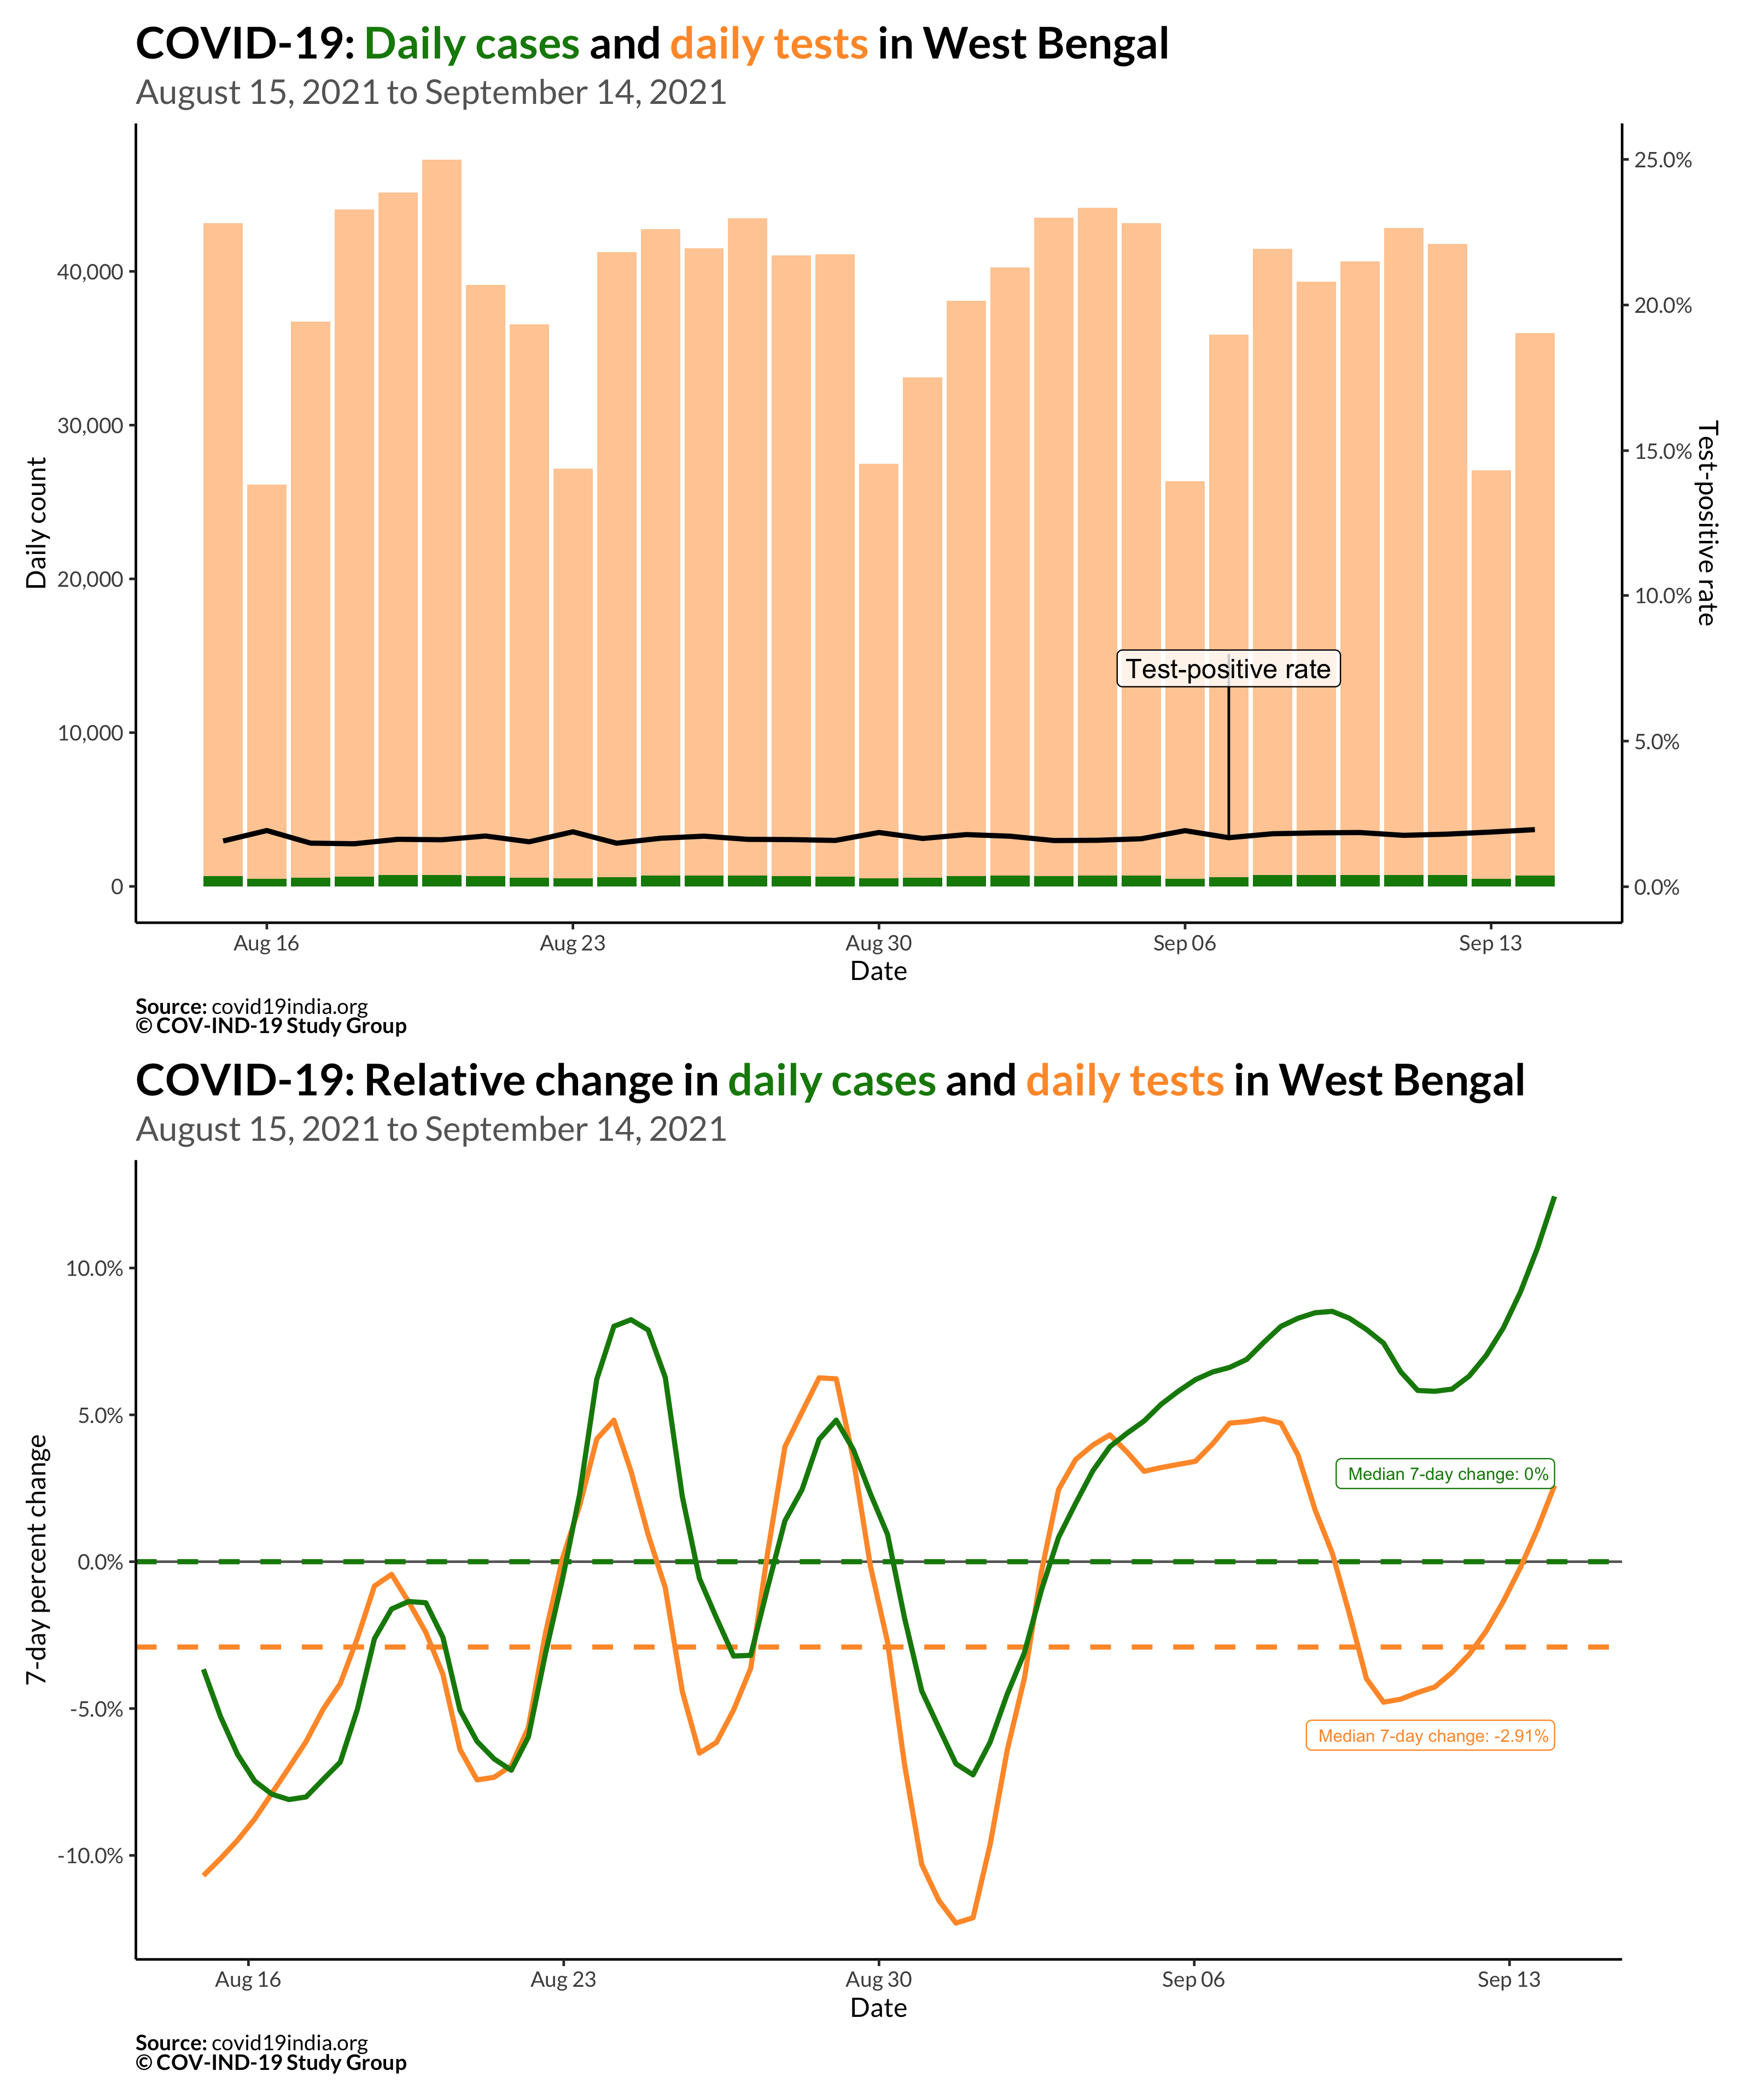 COVID-19: Daily cases and daily tests in West Bengal
August 15, 2021 to September 14, 2021
Daily count
40,000
30,000
20,000
10,000
0
25.0%
20.0%
15.0%
10.0%
5.0%
0.0%
Test-positive rate
Test-positive rate
Aug 16
Aug 23
Aug 30
Sep 06
Sep 13
Date
Source: covid19india.org
© COV-IND-19 Study Group
COVID-19: Relative change in daily cases and daily tests in West Bengal
August 15, 2021 to September 14, 2021
7-day percent change
10.0%
5.0%
0.0%
-5.0%
-10.0%
Median 7-day change: 0%
Median 7-day change: -2.91%
Aug 16
Aug 23
Aug 30
Sep 06
Sep 13
Date
Source: covid19india.org
© COV-IND-19 Study Group